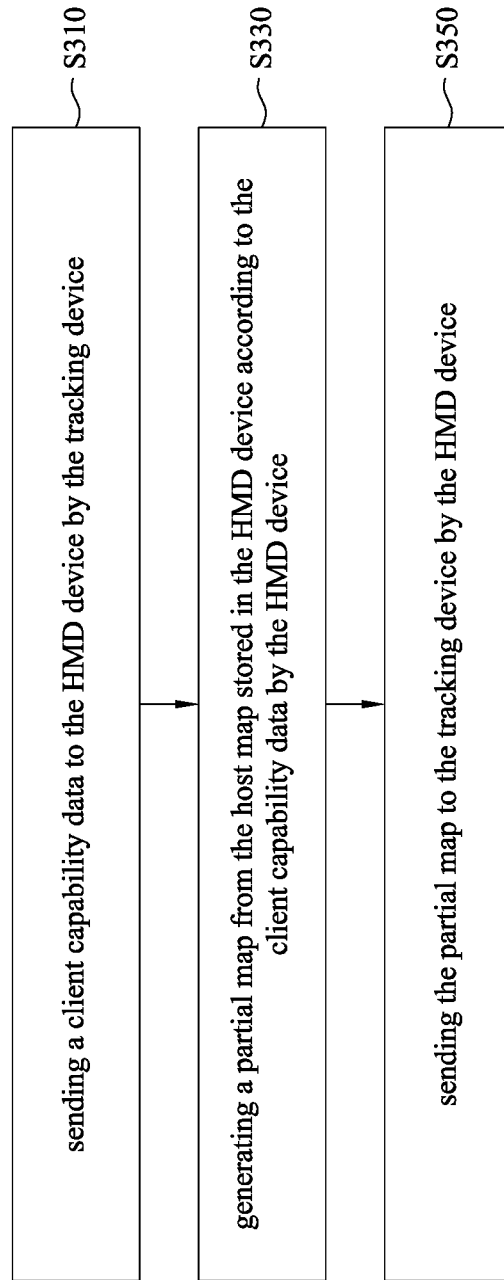 sending a client capability data to the HMD device by the tracking device
S310
generating a partial map from the host map stored in the HMD device according to the
client capability data by the HMD device
S330
sending the partial map to the tracking device by the HMD device
S350